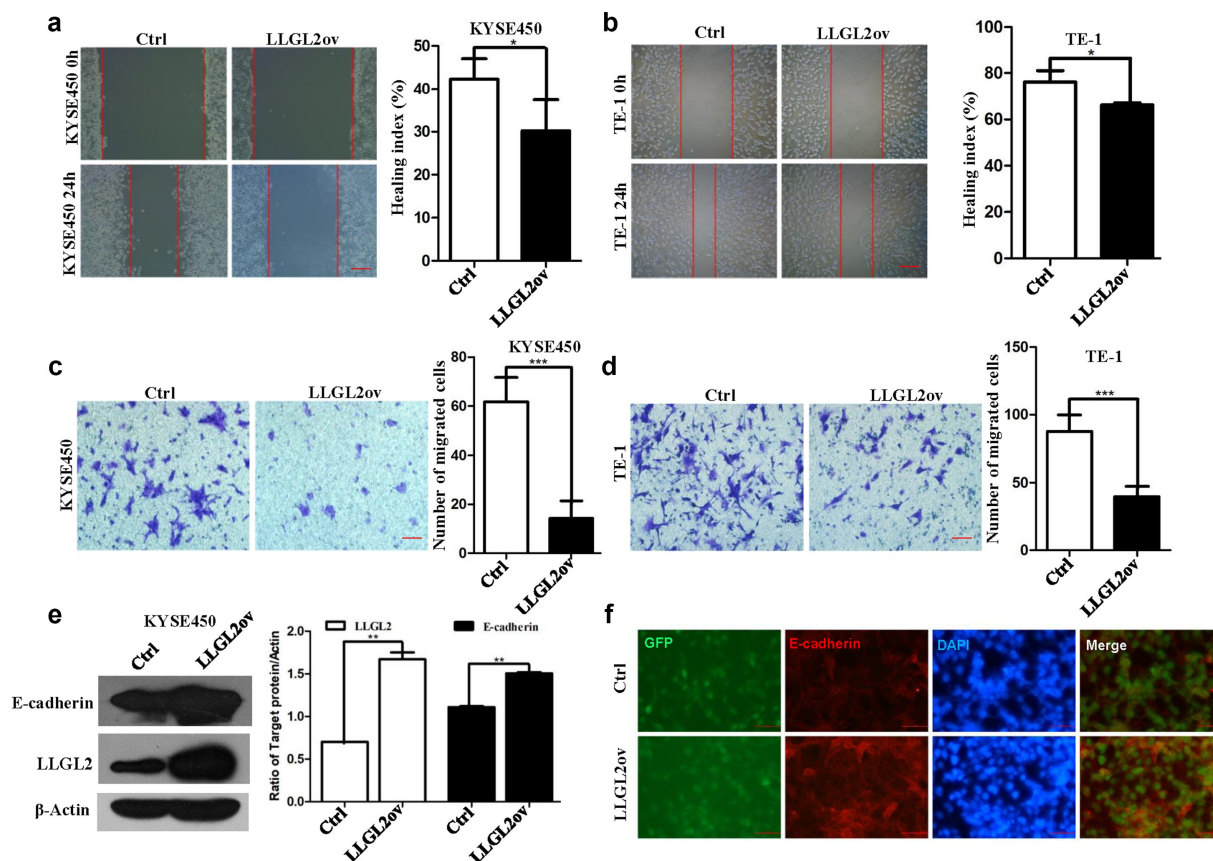 a
Ctrl
LLGL2ov
KYSE450 0h
KYSE450 24h
KYSE450
*
Healing index (%)
50
40
30
20
10
0
Ctrl
LLGL2ov
b
Ctrl
LLGL2ov
TE-1 0h
TE-1 24h
TE-1
*
Healing index (%)
100
80
60
40
20
0
Ctrl
LLGL2ov
c
Ctrl
LLGL2ov
KYSE450
KYSE450
***
Number of migrated cells
80
60
40
20
0
Ctrl
LLGL2ov
d
Ctrl
LLGL2ov
TE-1
TE-1
***
Number of migrated cells
150
100
50
0
Ctrl
LLGL2ov
e
KYSE450
Ctrl
LLGL2ov
E-cadherin
LLGL2
β-Actin
LLGL2
E-cadherin
**
**
Ratio of Target protein/Actin
2.0
1.5
1.0
0.5
0.0
Ctrl
LLGL2ov
Ctrl
LLGL2ov
f
GFP
E-cadherin
DAPI
Merge
Ctrl
LLGL2ov